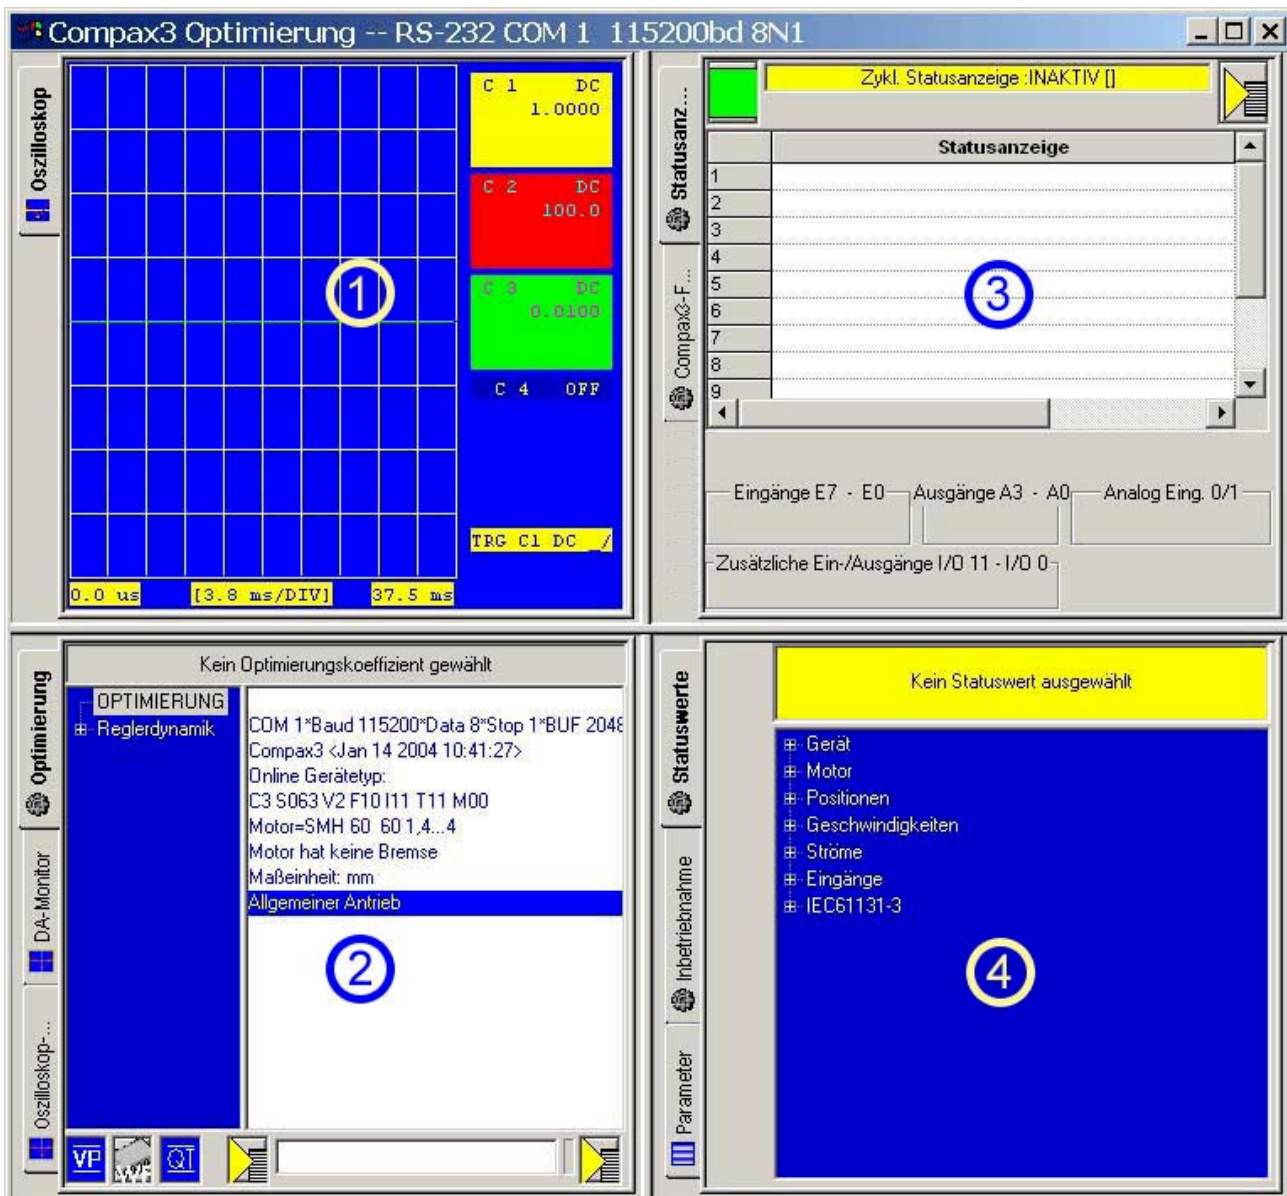 Compax3 Optimierung -- RS-232 COM 1 115200bd 8N1
Oszilloskop
C 1 DC
1.0000
C 2 DC
100.0
C 3 DC
0.0100
C 4 OFF
TRG C1 DC _/
0.0 us [3.8 ms/DIV] 37.5 ms
1
Statusanz...
Compax3-F...
Zykl. Statusanzeige :INAKTIV []
Statusanzeige
1
2
3
4
5
6
7
8
9
3
Eingänge E7 - E0 Ausgänge A3 - A0 Analog Eing. 0/1
Zusätzliche Ein-/Ausgänge I/O 11 - I/O 0
Optimierung
DA-Monitor
Oszilloskop-...
Kein Optimierungskoeffizient gewählt
OPTIMIERUNG
Reglerdynamik
COM 1*Baud 115200*Data 8*Stop 1*BUF 2048
Compax3 <Jan 14 2004 10:41:27>
Online Gerätetyp:
C3 S063 V2 F10 I11 T11 M00
Motor=SMH 60 60 1,4...4
Motor hat keine Bremse
Maßeinheit: mm
Allgemeiner Antrieb
2
VP WF QT
Statuswerte
Inbetriebnahme
Parameter
Kein Statuswert ausgewählt
Gerät
Motor
Positionen
Geschwindigkeiten
Ströme
Eingänge
IEC61131-3
4